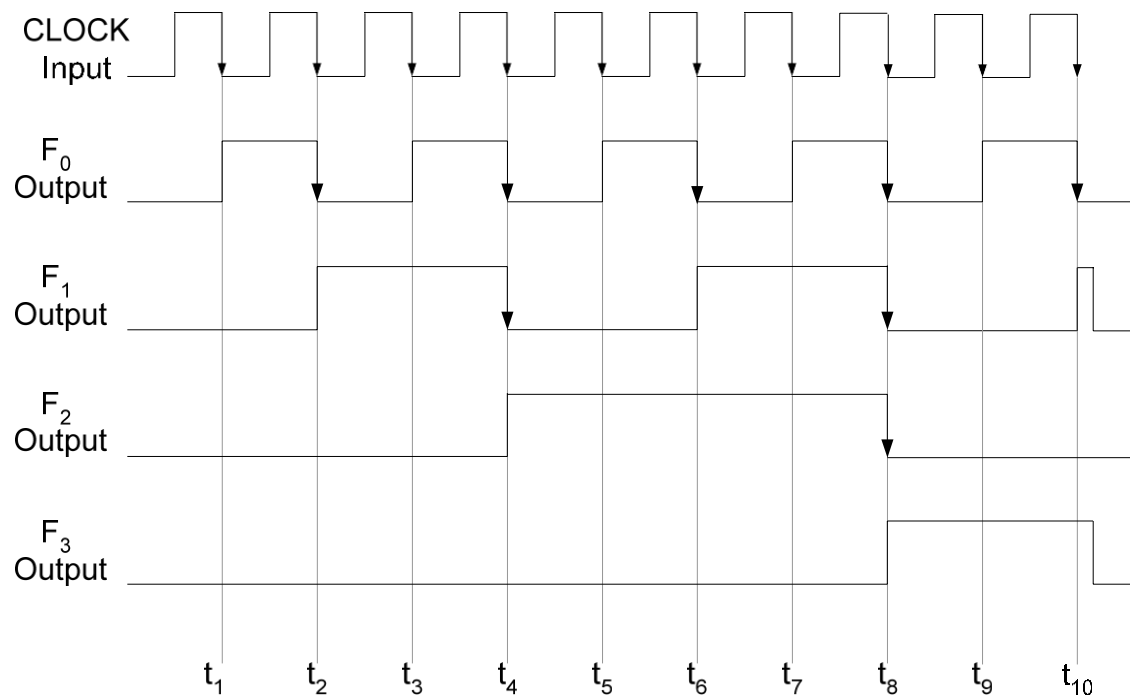 CLOCK
Input
F₀
Output
F₁
Output
F₂
Output
F₃
Output
t₁ t₂ t₃ t₄ t₅ t₆ t₇ t₈ t₉ t₁₀